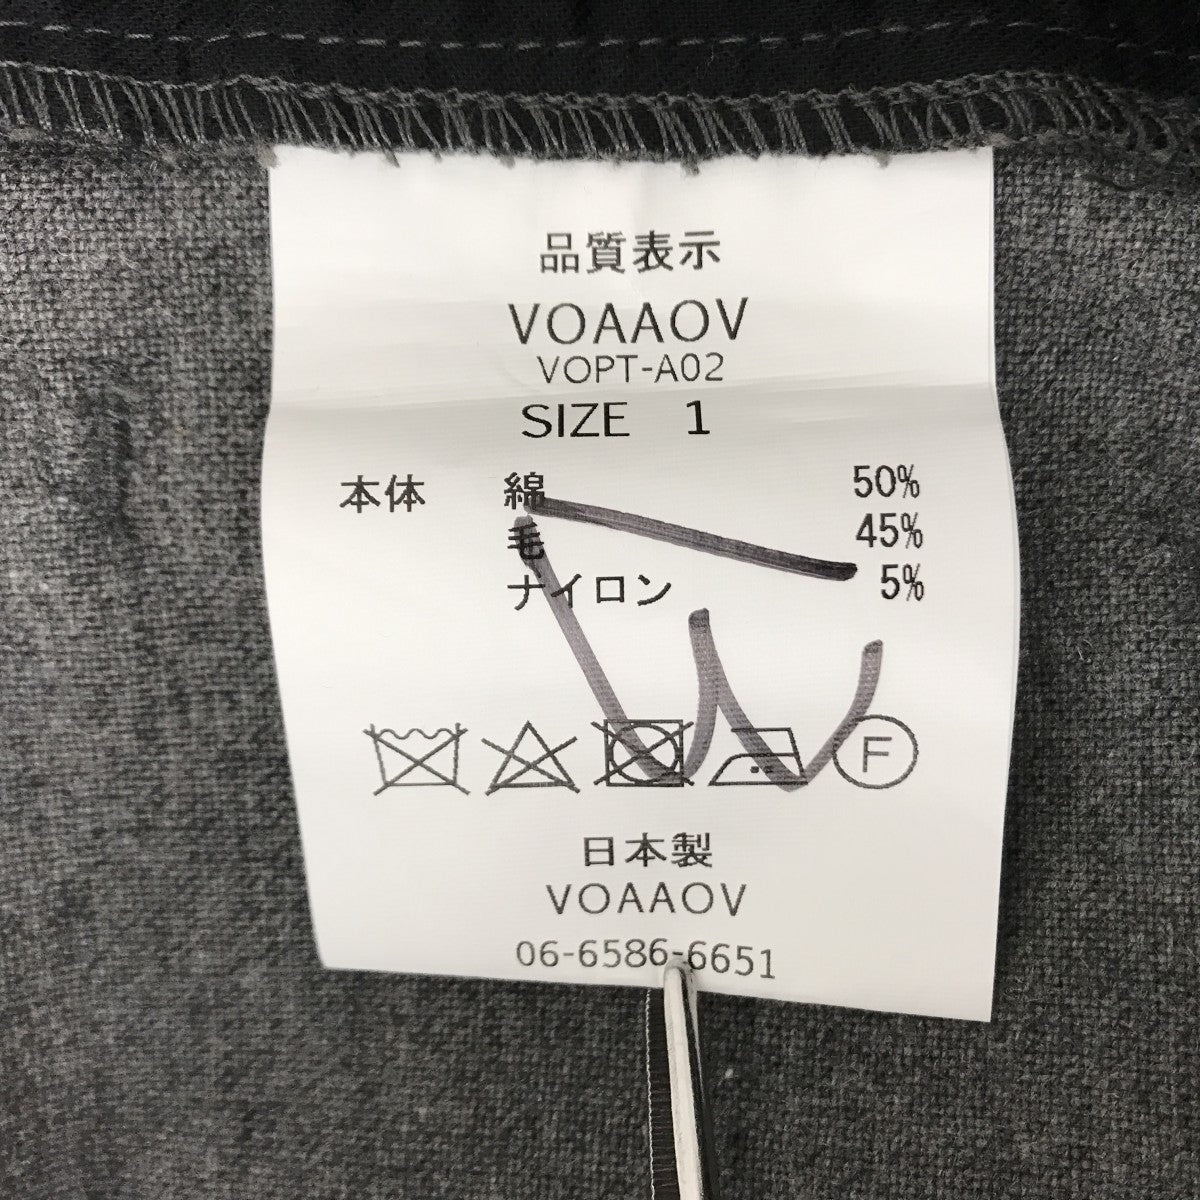 品質表示
VOAAOV
VOPT-A02
SIZE 1
本体 綿 50%
毛 45%
ナイロン 5%
F
日本製
VOAAOV
06-6586-6651